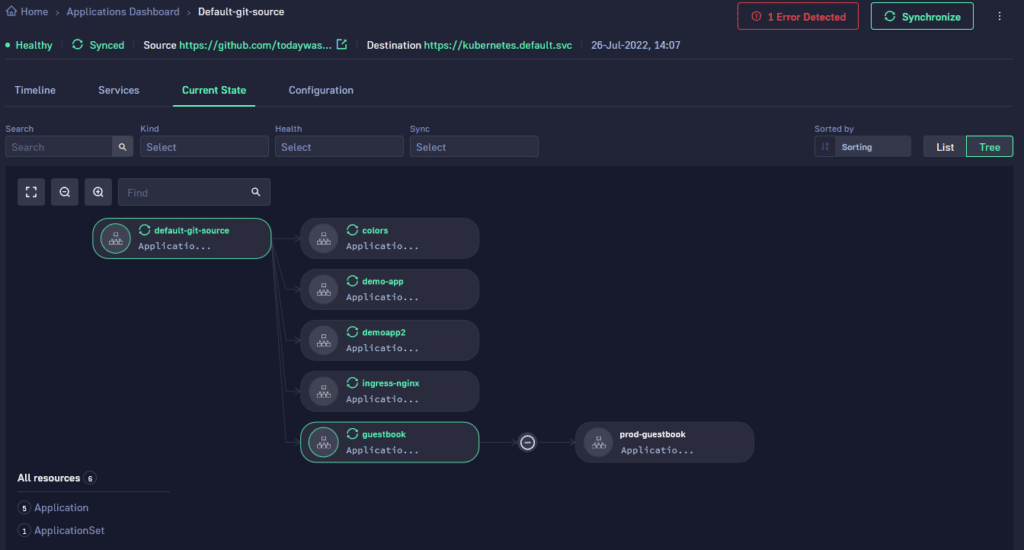 Home > Applications Dashboard > Default-git-source
1 Error Detected
Synchronize
Healthy
Synced
Source https://github.com/todaywas...
Destination https://kubernetes.default.svc
26-Jul-2022, 14:07
Timeline
Services
Current State
Configuration
Search
Kind
Health
Sync
Sorted by
Search
Select
Select
Select
Sorting
List
Tree
Find
default-git-source
Applicatio...
colors
Applicatio...
demo-app
Applicatio...
demoapp2
Applicatio...
ingress-nginx
Applicatio...
guestbook
Applicatio...
prod-guestbook
Applicatio...
All resources 6
5 Application
1 ApplicationSet